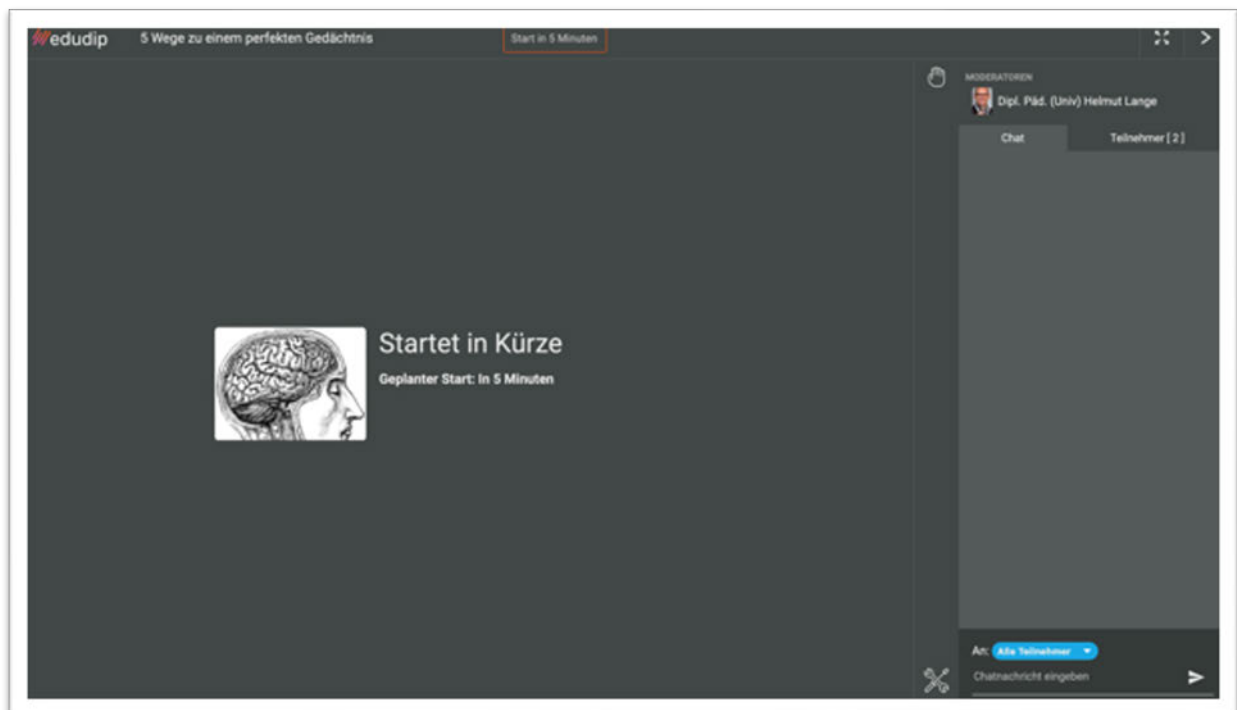 edudip
5 Wege zu einem perfekten Gedächtnis
Start in 5 Minuten
MODERATOREN
Dipl. Päd. (Univ) Helmut Lange
Chat
Teilnehmer [ 2 ]
Startet in Kürze
Geplanter Start: In 5 Minuten
An: Alle Teilnehmer
Chatnachricht eingeben